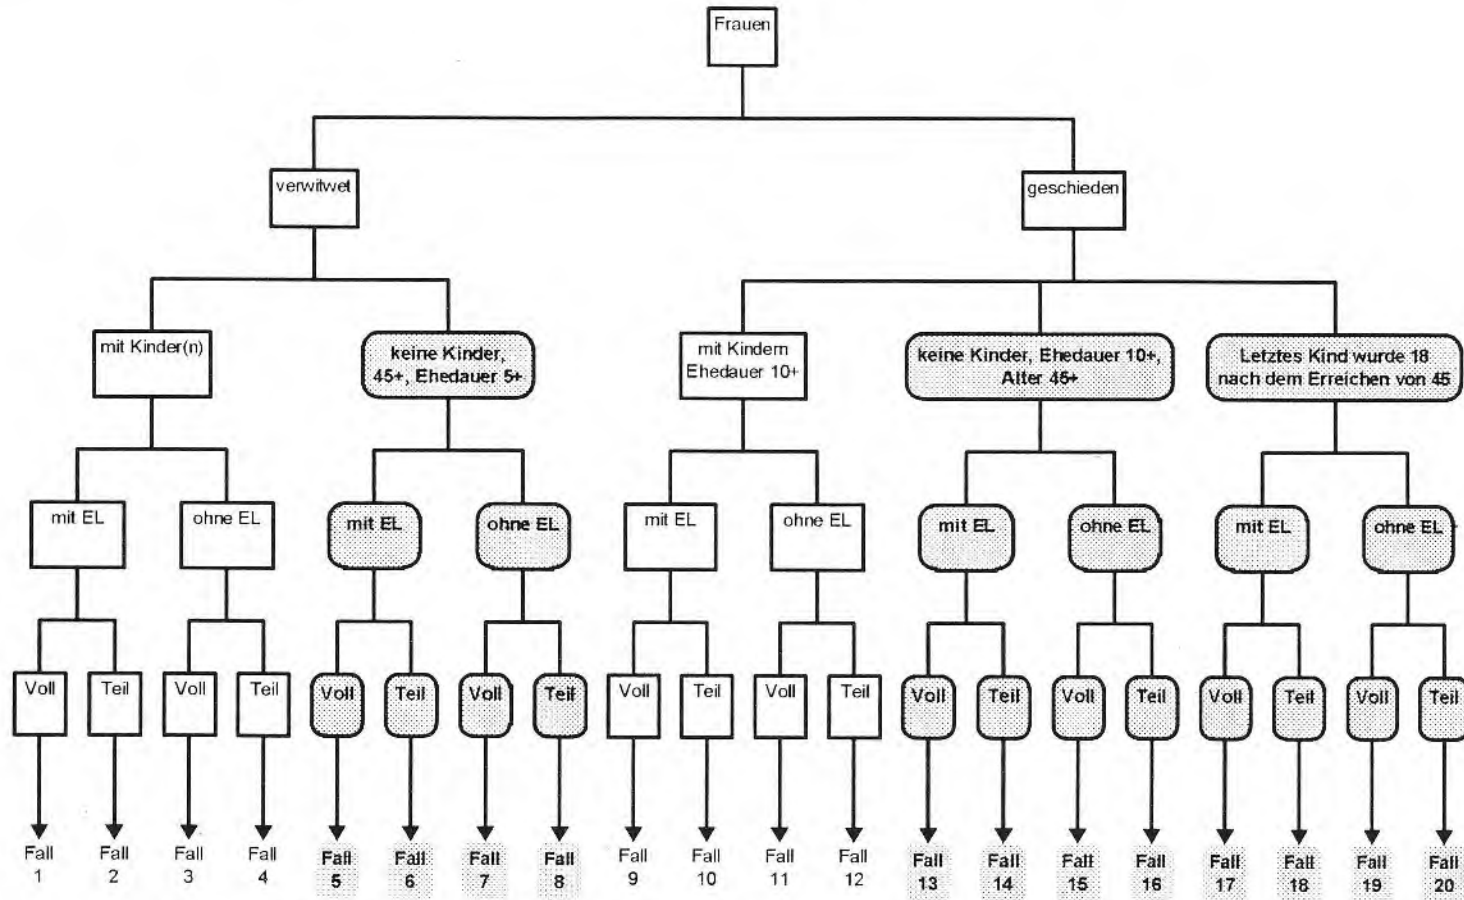 Frauen
verwitwet
geschieden
mit Kinder(n)
keine Kinder,
45+, Ehedauer 5+
mit Kindern
Ehedauer 10+
keine Kinder, Ehedauer 10+,
Alter 45+
Letztes Kind wurde 18
nach dem Erreichen von 45
mit EL
ohne EL
mit EL
ohne EL
mit EL
ohne EL
mit EL
ohne EL
mit EL
ohne EL
Voll
Teil
Voll
Teil
Voll
Teil
Voll
Teil
Voll
Teil
Voll
Teil
Voll
Teil
Voll
Teil
Voll
Teil
Voll
Teil
Fall
1
Fall
2
Fall
3
Fall
4
Fall
5
Fall
6
Fall
7
Fall
8
Fall
9
Fall
10
Fall
11
Fall
12
Fall
13
Fall
14
Fall
15
Fall
16
Fall
17
Fall
18
Fall
19
Fall
20